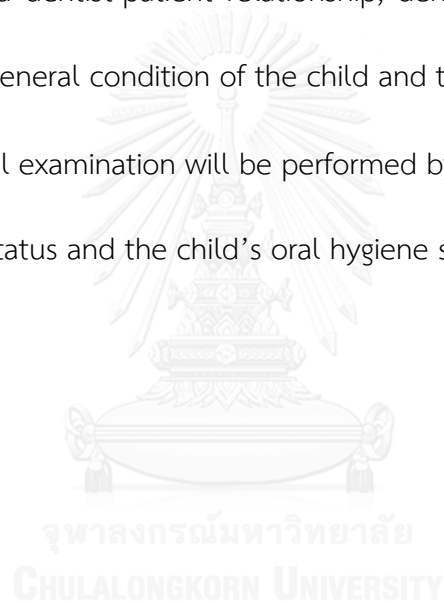 dentist-patient relationship,
eneral condition of the child and t
l examination will be performed by
tatus and the child's oral hygiene s
จุฬาลงกรณ์มหาวิทยาลัย
CHULALONGKORN UNIVERSITY